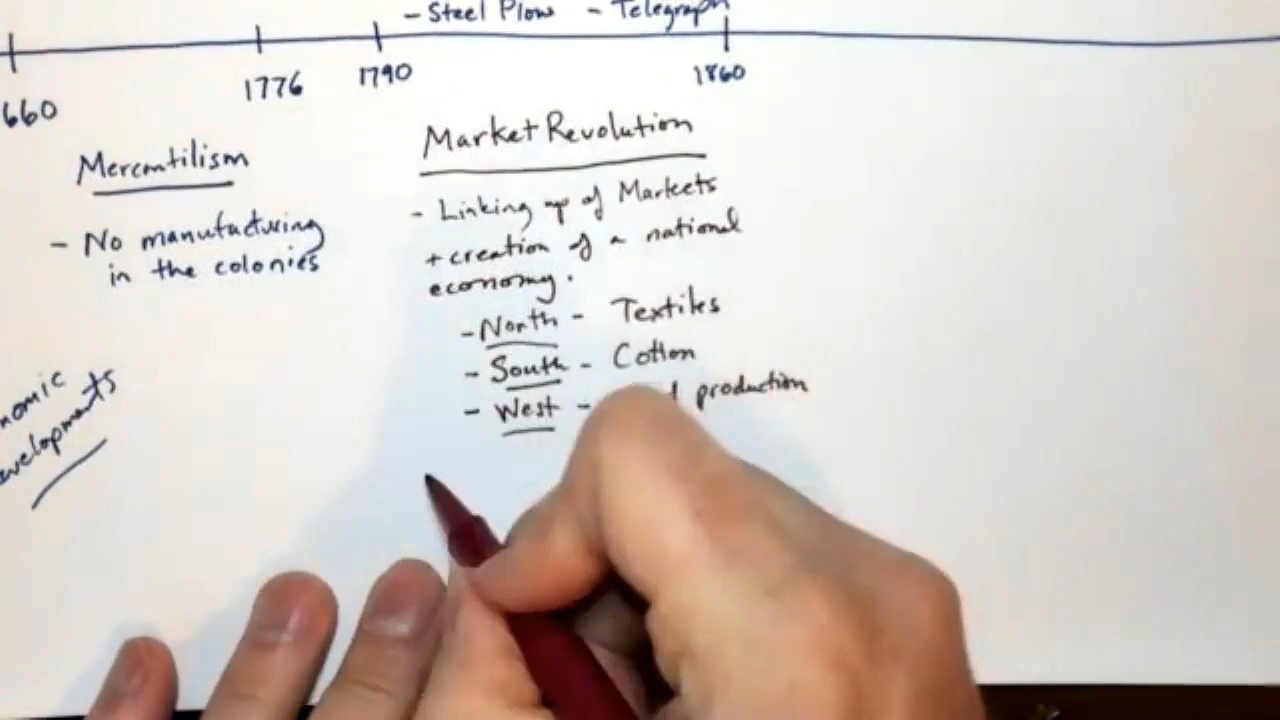 - Steel Plow - Telegraph
660 1776 1790 1860
Mercantilism
- No manufacturing
in the colonies
nomic
velopments
Market Revolution
- Linking up of Markets
+ creation of a national
economy.
- North - Textiles
- South - Cotton
- West - production